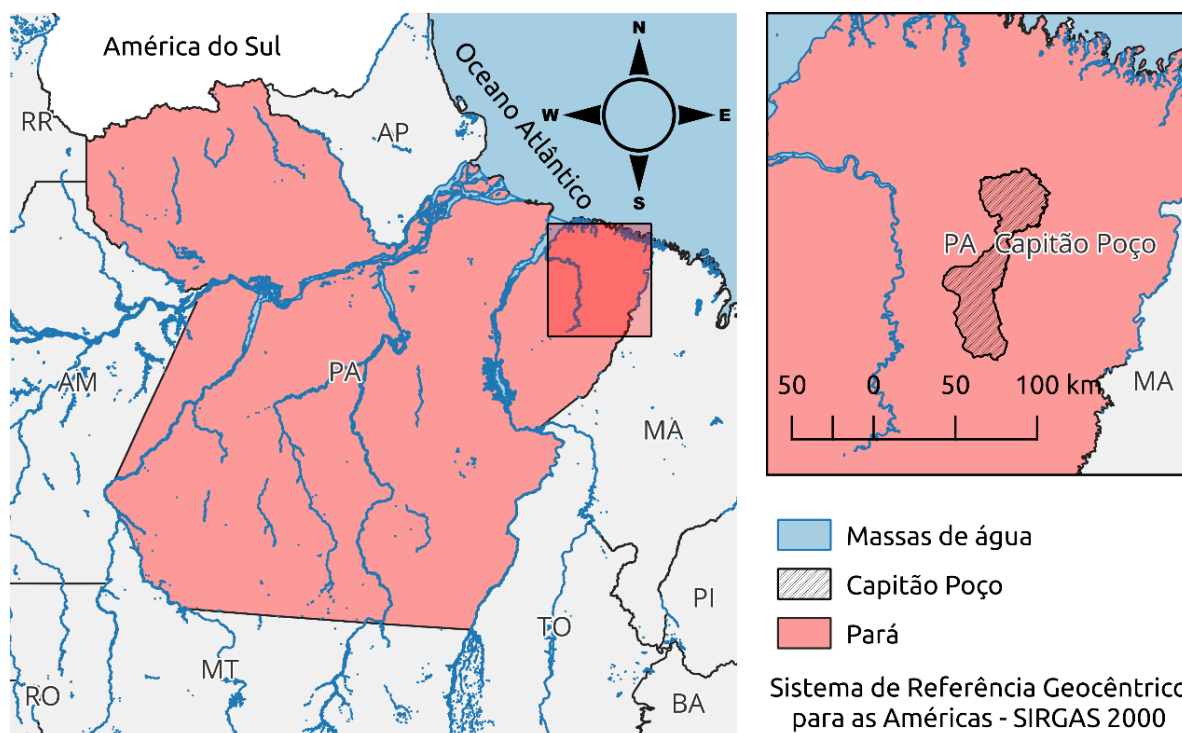 América do Sul
Oceano Atlântico
N
W
E
S
RR
AP
AM
PA
MA
TO
PI
MT
RO
BA
PA
Capitão Poço
50
0
50
100 km
MA
Massas de água
Capitão Poço
Pará
Sistema de Referência Geocêntrico
para as Américas - SIRGAS 2000